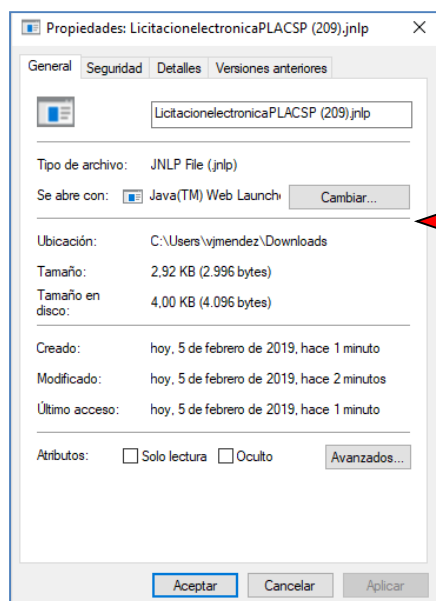 Propiedades: LicitacionelectronicaPLACSP (209).jnlp
General Seguridad Detalles Versiones anteriores
LicitacionelectronicaPLACSP (209).jnlp
Tipo de archivo: JNLP File (.jnlp)
Se abre con: Java(TM) Web Launche Cambiar...
Ubicación: C:\Users\vjmendez\Downloads
Tamaño: 2,92 KB (2.996 bytes)
Tamaño en
disco: 4,00 KB (4.096 bytes)
Creado: hoy, 5 de febrero de 2019, hace 1 minuto
Modificado: hoy, 5 de febrero de 2019, hace 2 minutos
Último acceso: hoy, 5 de febrero de 2019, hace 1 minuto
Atributos: Solo lectura Oculto Avanzados...
Aceptar Cancelar Aplicar